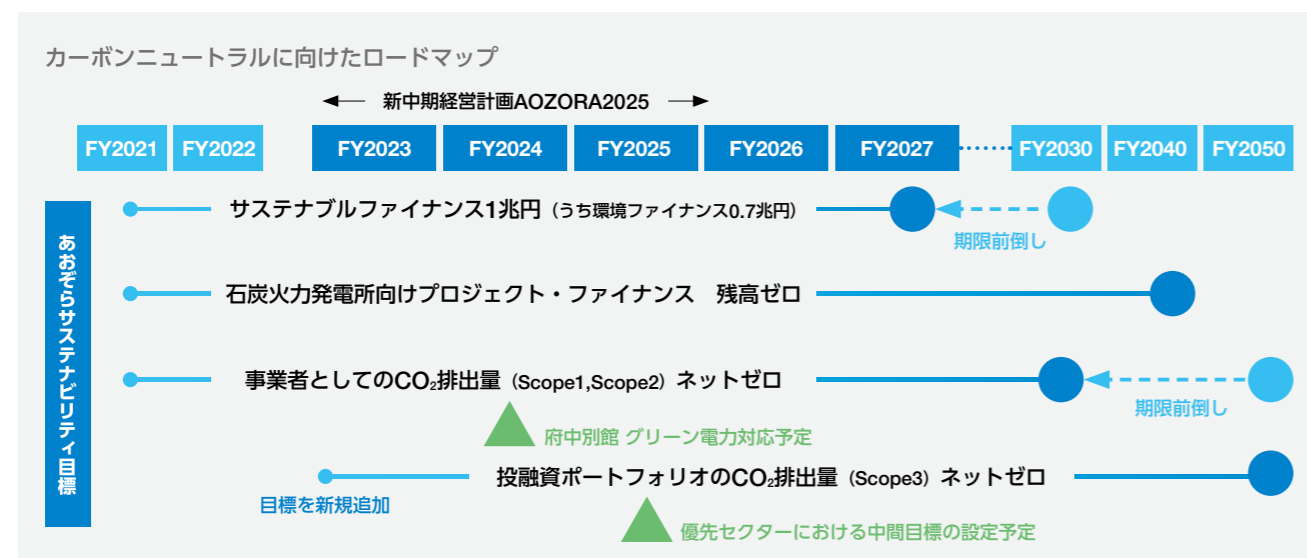 カーボンニュートラルに向けたロードマップ
新中期経営計画AOZORA2025
FY2021 FY2022 FY2023 FY2024 FY2025 FY2026 FY2027 FY2030 FY2040 FY2050
あおぞらサステナビリティ目標
サステナブルファイナンス1兆円（うち環境ファイナンス0.7兆円）
期限前倒し
石炭火力発電所向けプロジェクト・ファイナンス　残高ゼロ
事業者としてのCO₂排出量（Scope1,Scope2）ネットゼロ
期限前倒し
府中別館 グリーン電力対応予定
投融資ポートフォリオのCO₂排出量（Scope3）ネットゼロ
目標を新規追加
優先セクターにおける中間目標の設定予定